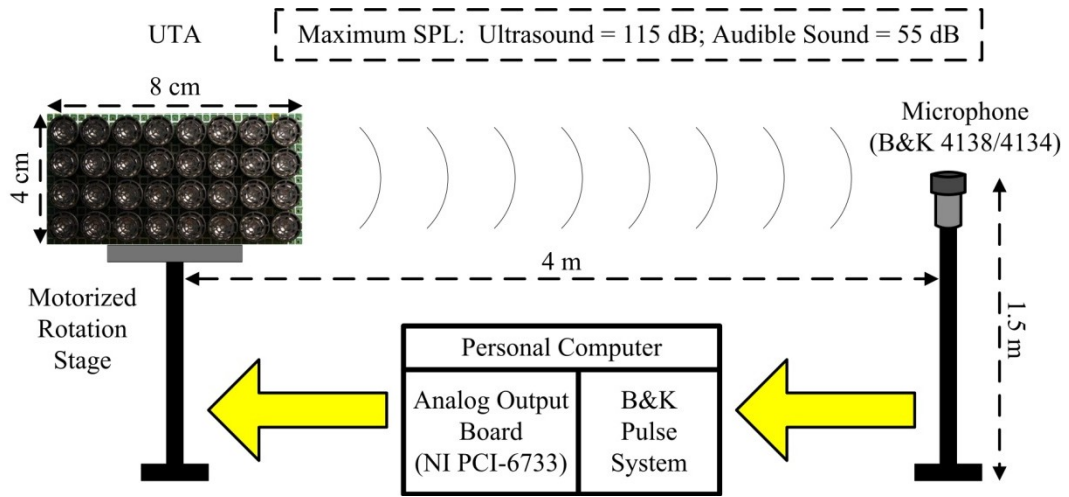 UTA
Maximum SPL: Ultrasound = 115 dB; Audible Sound = 55 dB
8 cm
4 cm
Microphone
(B&K 4138/4134)
4 m
1.5 m
Motorized
Rotation
Stage
Personal Computer
Analog Output
Board
(NI PCI-6733)
B&K
Pulse
System